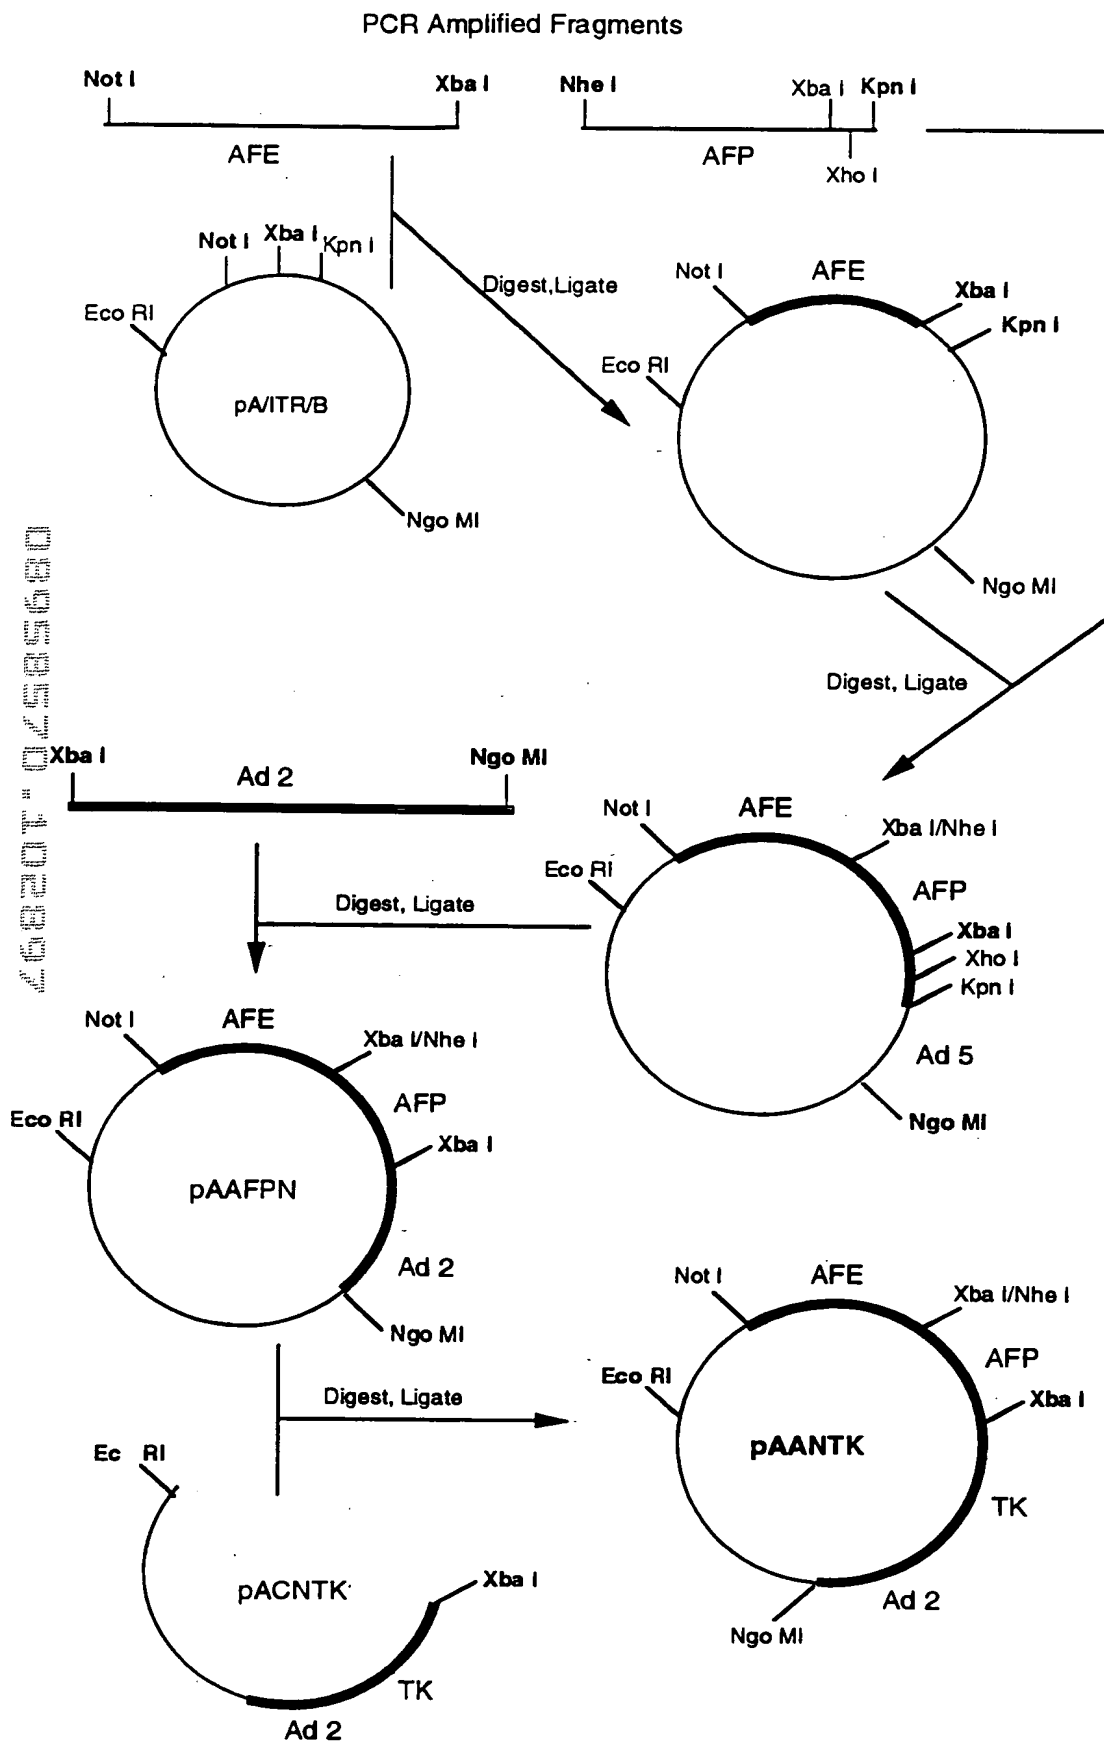 PCR Amplified Fragments
Not I
Xba I
Nhe I
Xba I
Kpn I
AFE
AFP
Xho I
Not I
Xba I
Kpn I
Eco RI
pA/ITR/B
Ngo MI
Digest,Ligate
Not I
AFE
Xba I
Kpn I
Eco RI
Ngo MI
Digest, Ligate
08958570.102897
Xba I
Ad 2
Ngo MI
Digest, Ligate
Not I
AFE
Xba I/Nhe I
Eco RI
AFP
Xba I
Xho I
Kpn I
Ad 5
Ngo MI
Not I
AFE
Xba I/Nhe I
Eco RI
AFP
Xba I
pAAFPN
Ad 2
Ngo MI
Digest, Ligate
Not I
AFE
Xba I/Nhe I
Eco RI
AFP
Xba I
pAANTK
TK
Ad 2
Ngo MI
Ec RI
pACNTK
Xba I
TK
Ad 2